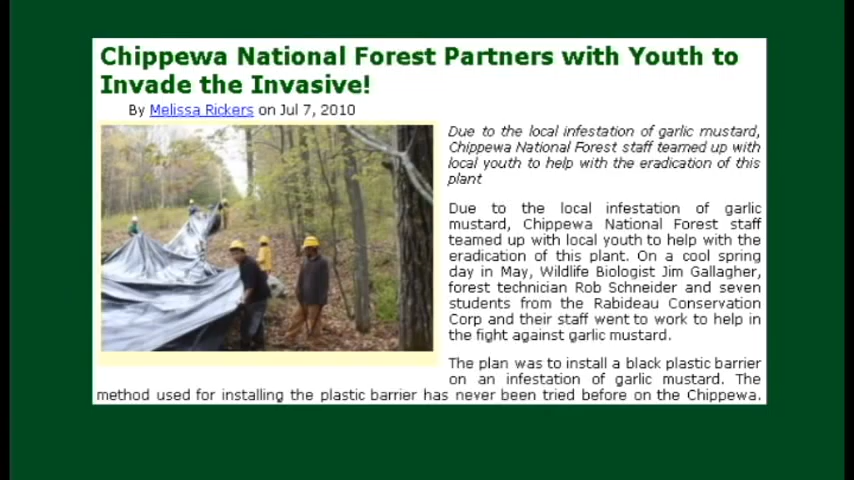 Chippewa National Forest Partners with Youth to
Invade the Invasive!
By Melissa Rickers on Jul 7, 2010
Due to the local infestation of garlic mustard,
Chippewa National Forest staff teamed up with
local youth to help with the eradication of this
plant
Due to the local infestation of garlic
mustard, Chippewa National Forest staff
teamed up with local youth to help with the
eradication of this plant. On a cool spring
day in May, Wildlife Biologist Jim Gallagher,
forest technician Rob Schneider and seven
students from the Rabideau Conservation
Corp and their staff went to work to help in
the fight against garlic mustard.
The plan was to install a black plastic barrier
on an infestation of garlic mustard. The
method used for installing the plastic barrier has never been tried before on the Chippewa.